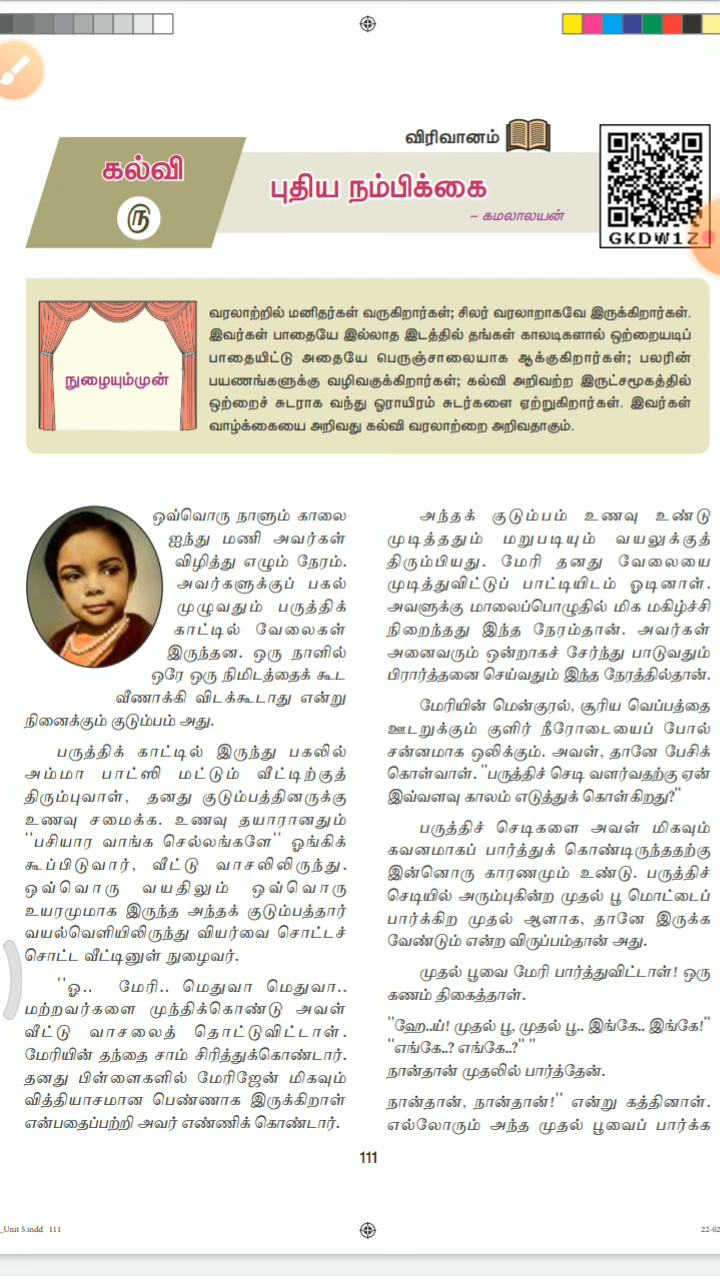 விரிவானம்
கல்வி
௫
புதிய நம்பிக்கை
– கமலாலயன்
GKDW1Z
நுழையும்முன்
வரலாற்றில் மனிதர்கள் வருகிறார்கள்; சிலர் வரலாறாகவே இருக்கிறார்கள்.
இவர்கள் பாதையே இல்லாத இடத்தில் தங்கள் காலடிகளால் ஒற்றையடிப்
பாதையிட்டு அதையே பெருஞ்சாலையாக ஆக்குகிறார்கள்; பலரின்
பயணங்களுக்கு வழிவகுக்கிறார்கள்; கல்வி அறிவற்ற இருட்சமூகத்தில்
ஒற்றைச் சுடராக வந்து ஓராயிரம் சுடர்களை ஏற்றுகிறார்கள். இவர்கள்
வாழ்க்கையை அறிவது கல்வி வரலாற்றை அறிவதாகும்.
ஒவ்வொரு நாளும் காலை
ஐந்து மணி அவர்கள்
விழித்து எழும் நேரம்.
அவர்களுக்குப் பகல்
முழுவதும் பருத்திக்
காட்டில் வேலைகள்
இருந்தன. ஒரு நாளில்
ஒரே ஒரு நிமிடத்தைக் கூட
வீணாக்கி விடக்கூடாது என்று
நினைக்கும் குடும்பம் அது.
பருத்திக் காட்டில் இருந்து பகலில்
அம்மா பாட்ஸி மட்டும் வீட்டிற்குத்
திரும்புவாள், தனது குடும்பத்தினருக்கு
உணவு சமைக்க. உணவு தயாரானதும்
"பசியார வாங்க செல்லங்களே" ஓங்கிக்
கூப்பிடுவார், வீட்டு வாசலிலிருந்து.
ஒவ்வொரு வயதிலும் ஒவ்வொரு
உயரமுமாக இருந்த அந்தக் குடும்பத்தார்
வயல்வெளியிலிருந்து வியர்வை சொட்டச்
சொட்ட வீட்டினுள் நுழைவர்.
"ஓ.. மேரி.. மெதுவா மெதுவா..
மற்றவர்களை முந்திக்கொண்டு அவள்
வீட்டு வாசலைத் தொட்டுவிட்டாள்.
மேரியின் தந்தை சாம் சிரித்துக்கொண்டார்.
தனது பிள்ளைகளில் மேரிஜேன் மிகவும்
வித்தியாசமான பெண்ணாக இருக்கிறாள்
என்பதைப்பற்றி அவர் எண்ணிக் கொண்டார்.
அந்தக் குடும்பம் உணவு உண்டு
முடித்ததும் மறுபடியும் வயலுக்குத்
திரும்பியது. மேரி தனது வேலையை
முடித்துவிட்டுப் பாட்டியிடம் ஓடினாள்.
அவளுக்கு மாலைப்பொழுதில் மிக மகிழ்ச்சி
நிறைந்தது இந்த நேரம்தான். அவர்கள்
அனைவரும் ஒன்றாகச் சேர்ந்து பாடுவதும்
பிரார்த்தனை செய்வதும் இந்த நேரத்தில்தான்.
மேரியின் மென்குரல், சூரிய வெப்பத்தை
ஊடறுக்கும் குளிர் நீரோடையைப் போல்
சன்னமாக ஒலிக்கும். அவள், தானே பேசிக்
கொள்வாள். "பருத்திச் செடி வளர்வதற்கு ஏன்
இவ்வளவு காலம் எடுத்துக் கொள்கிறது?"
பருத்திச் செடிகளை அவள் மிகவும்
கவனமாகப் பார்த்துக் கொண்டிருந்ததற்கு
இன்னொரு காரணமும் உண்டு. பருத்திச்
செடியில் அரும்புகின்ற முதல் பூ மொட்டைப்
பார்க்கிற முதல் ஆளாக, தானே இருக்க
வேண்டும் என்ற விருப்பம்தான் அது.
முதல் பூவை மேரி பார்த்துவிட்டாள்! ஒரு
கணம் திகைத்தாள்.
"ஹே..ய்! முதல் பூ, முதல் பூ.. இங்கே.. இங்கே!"
"எங்கே..? எங்கே..?" "
நான்தான் முதலில் பார்த்தேன்.
நான்தான், நான்தான்!" என்று கத்தினாள்.
எல்லோரும் அந்த முதல் பூவைப் பார்க்க
111
_Unit 5.indd 111
22-02